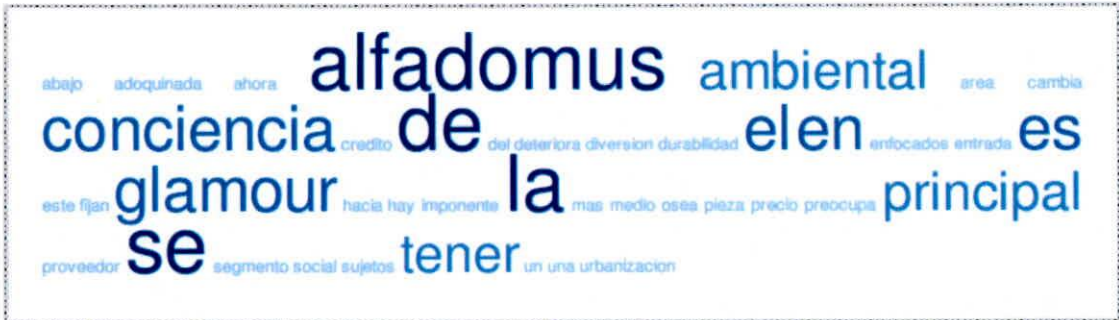 abajo adoquinada ahora alfadomus ambiental area cambia
conciencia credito de del deteriora diversion durabilidad el en enfocados entrada es
este fijan glamour hacia hay imponente la mas medio osea pieza precio preocupa principal
proveedor se segmento social sujetos tener un una urbanizacion